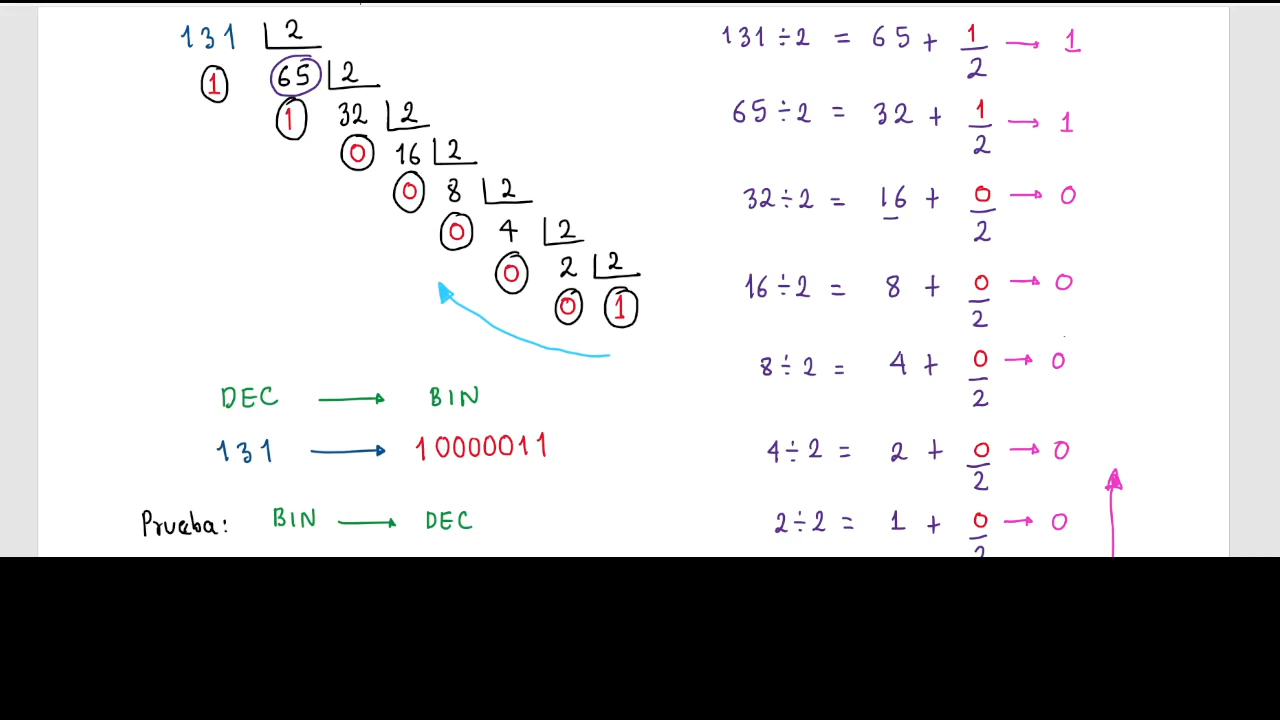 131 2
1 65 2
1 32 2
0 16 2
0 8 2
0 4 2
0 2 2
0 1
DEC → BIN
131 → 10000011
Prueba: BIN → DEC
131 ÷ 2 = 65 + 1/2 → 1
65 ÷ 2 = 32 + 1/2 → 1
32 ÷ 2 = 16 + 0/2 → 0
16 ÷ 2 = 8 + 0/2 → 0
8 ÷ 2 = 4 + 0/2 → 0
4 ÷ 2 = 2 + 0/2 → 0
2 ÷ 2 = 1 + 0/2 → 0